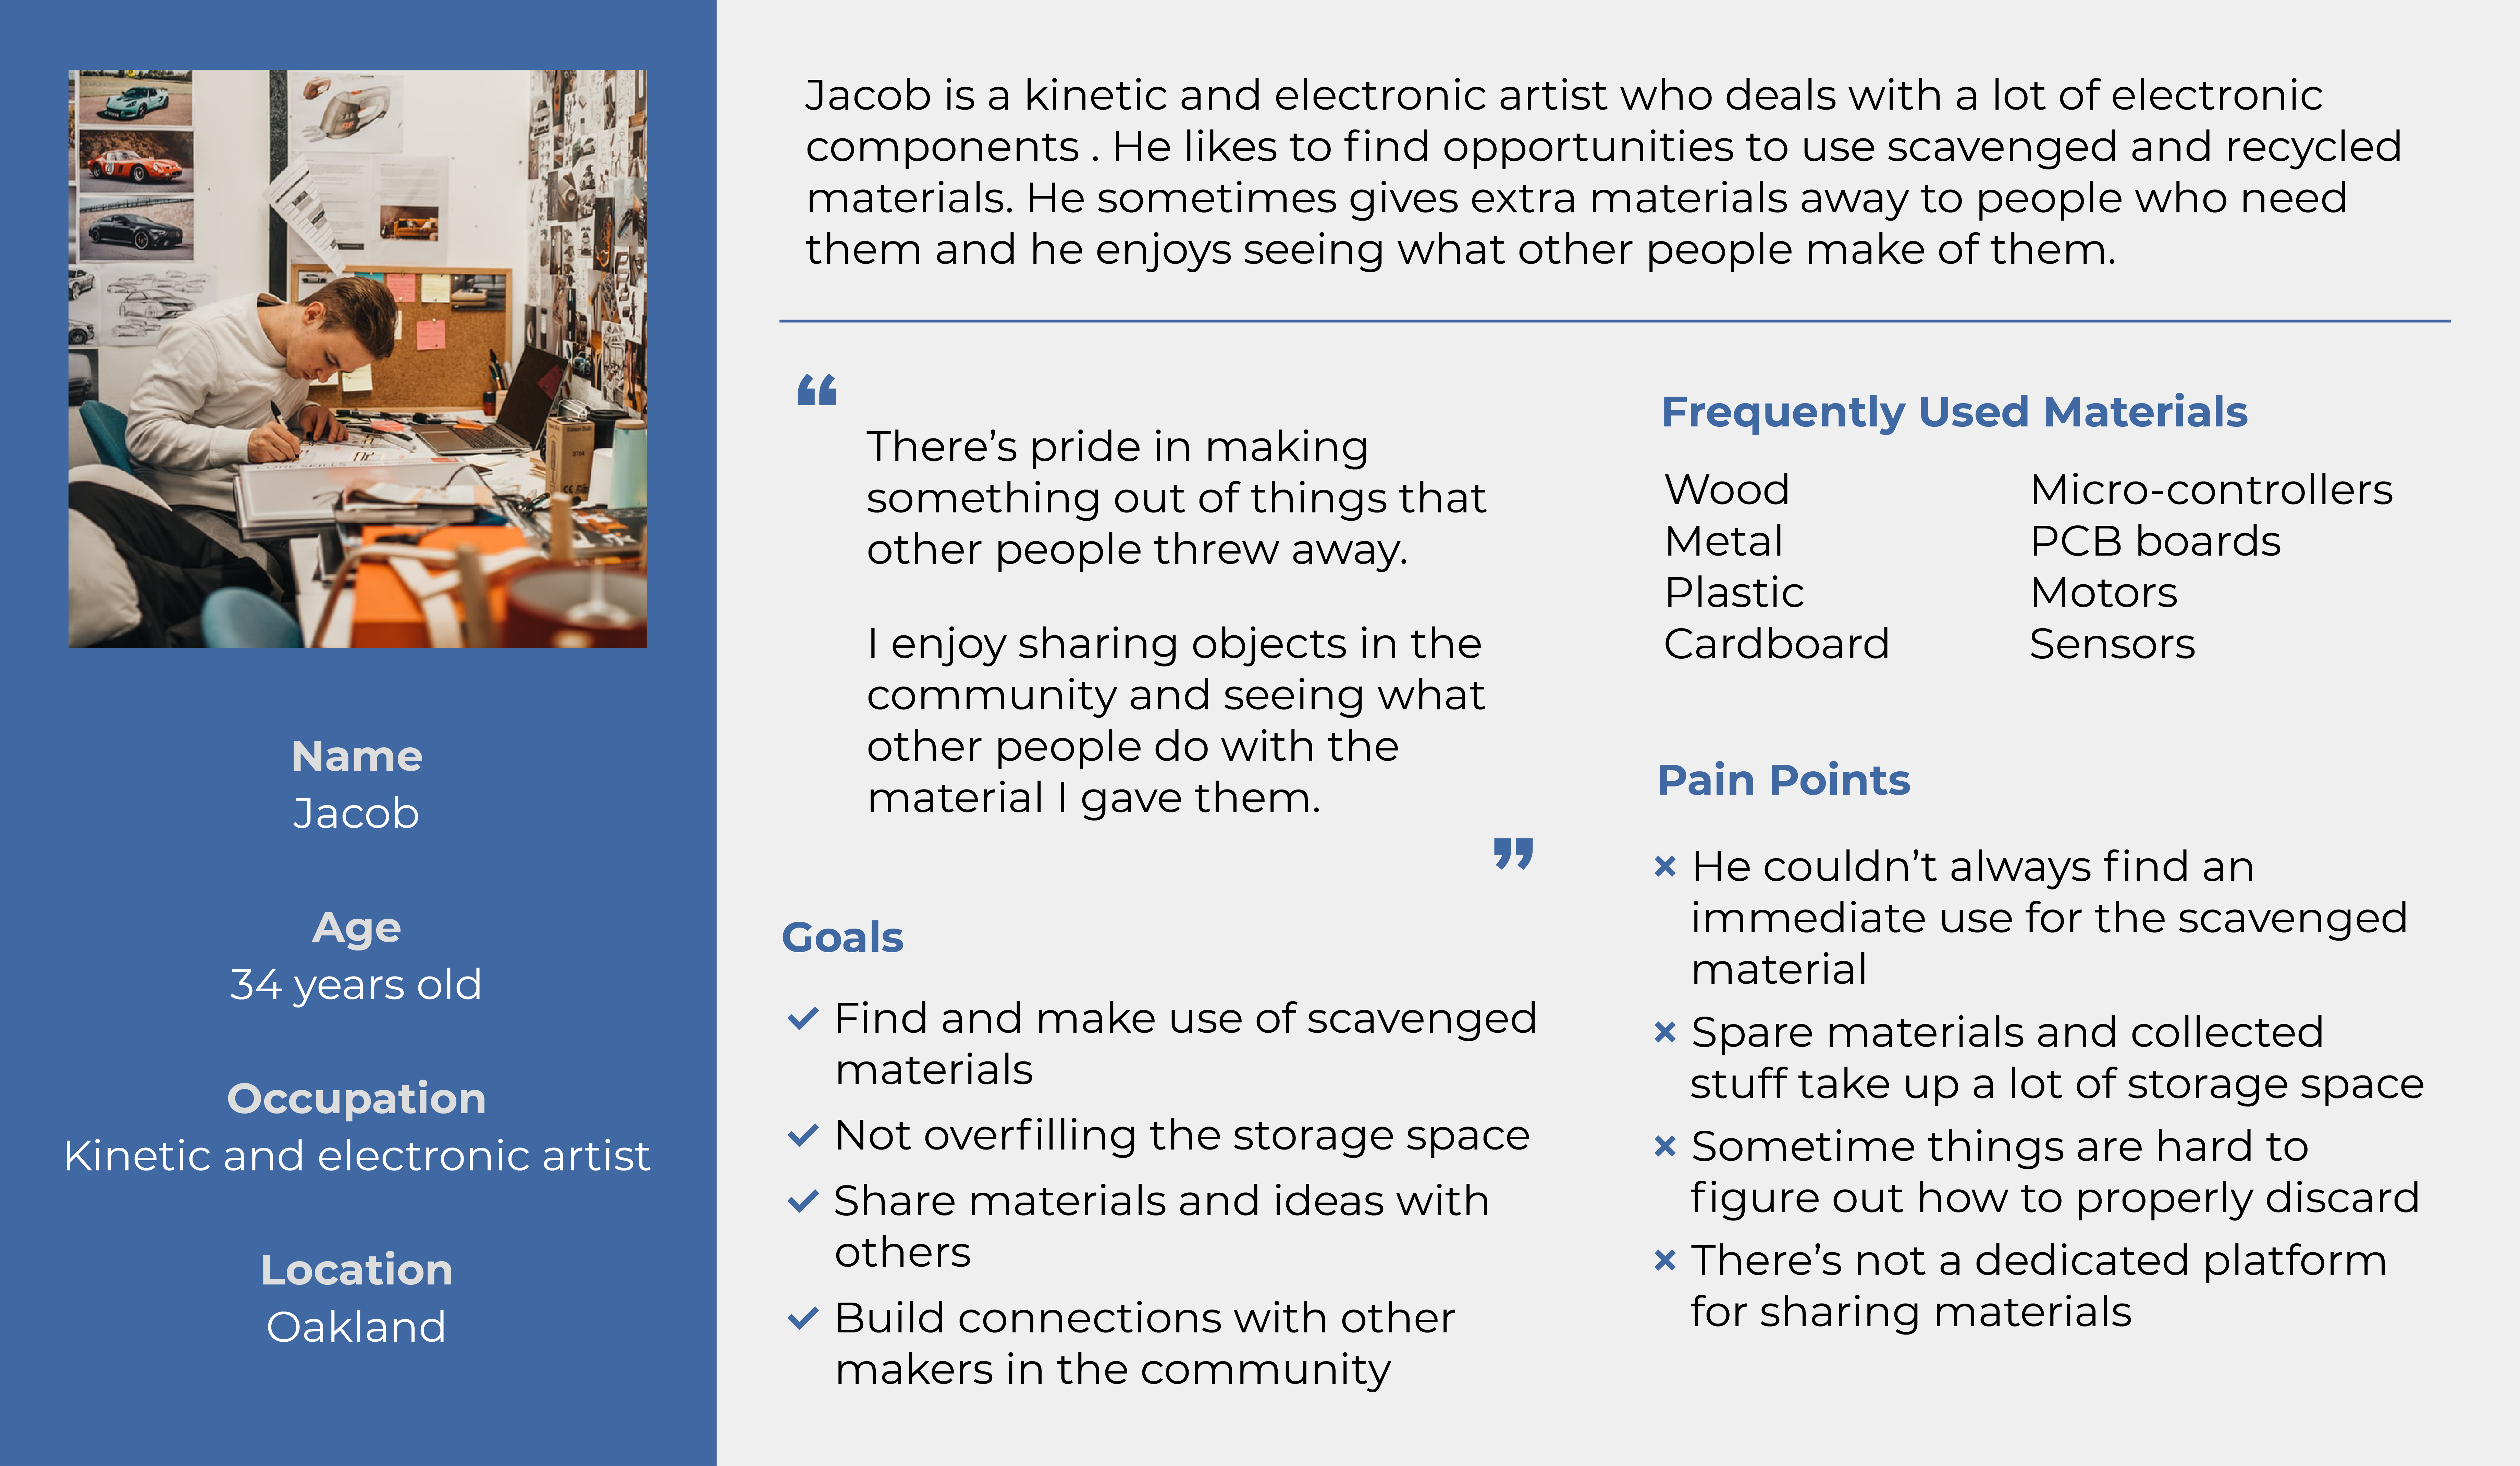 Jacob is a kinetic and electronic artist who deals with a lot of electronic
components . He likes to find opportunities to use scavenged and recycled
materials. He sometimes gives extra materials away to people who need
them and he enjoys seeing what other people make of them.
“
There’s pride in making
something out of things that
other people threw away.
I enjoy sharing objects in the
community and seeing what
other people do with the
material I gave them.
”
Goals
Find and make use of scavenged
materials
Not overfilling the storage space
Share materials and ideas with
others
Build connections with other
makers in the community
Frequently Used Materials
Wood
Metal
Plastic
Cardboard
Micro-controllers
PCB boards
Motors
Sensors
Pain Points
He couldn’t always find an
immediate use for the scavenged
material
Spare materials and collected
stuff take up a lot of storage space
Sometime things are hard to
figure out how to properly discard
There’s not a dedicated platform
for sharing materials
Name
Jacob
Age
34 years old
Occupation
Kinetic and electronic artist
Location
Oakland